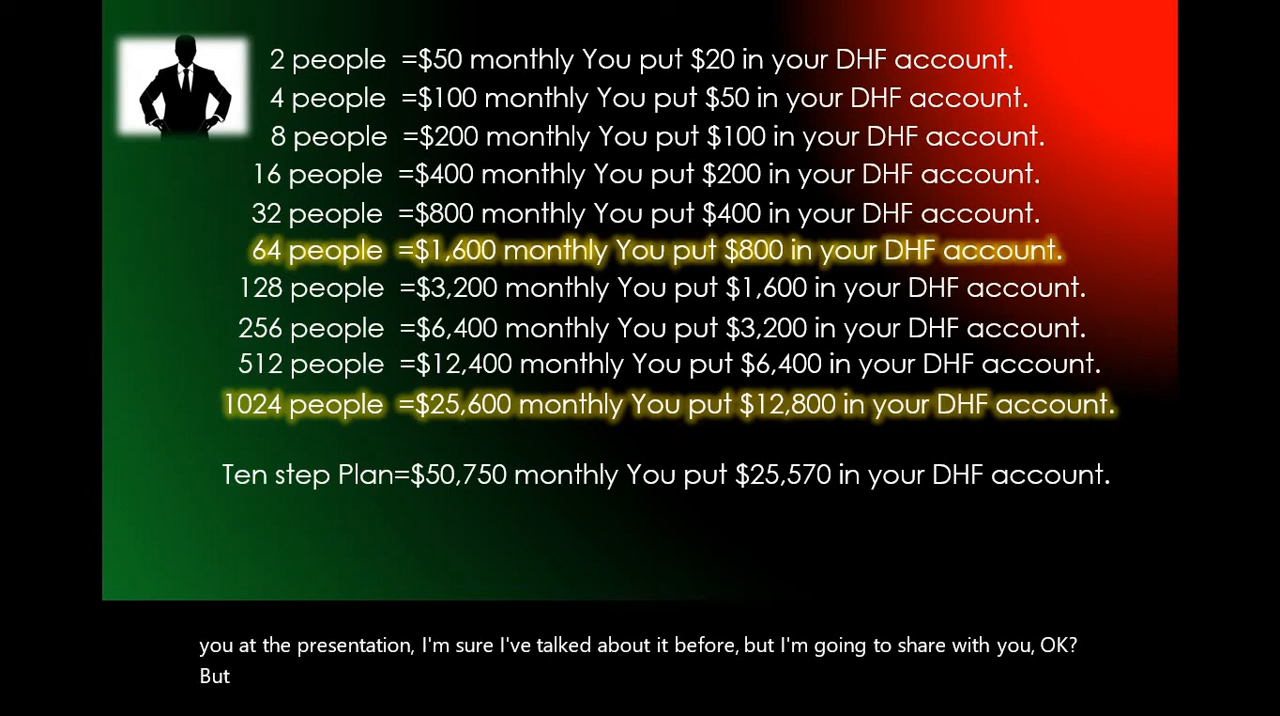 2 people =$50 monthly You put $20 in your DHF account.
4 people =$100 monthly You put $50 in your DHF account.
8 people =$200 monthly You put $100 in your DHF account.
16 people =$400 monthly You put $200 in your DHF account.
32 people =$800 monthly You put $400 in your DHF account.
64 people =$1,600 monthly You put $800 in your DHF account.
128 people =$3,200 monthly You put $1,600 in your DHF account.
256 people =$6,400 monthly You put $3,200 in your DHF account.
512 people =$12,400 monthly You put $6,400 in your DHF account.
1024 people =$25,600 monthly You put $12,800 in your DHF account.
Ten step Plan=$50,750 monthly You put $25,570 in your DHF account.
you at the presentation, I'm sure I've talked about it before, but I'm going to share with you, OK?
But